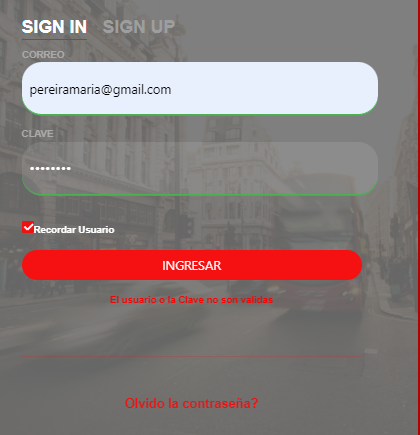 SIGN IN SIGN UP
CORREO
pereiramaria@gmail.com
CLAVE
••••••••
Recordar Usuario
INGRESAR
El usuario o la Clave no son validas
Olvido la contraseña?